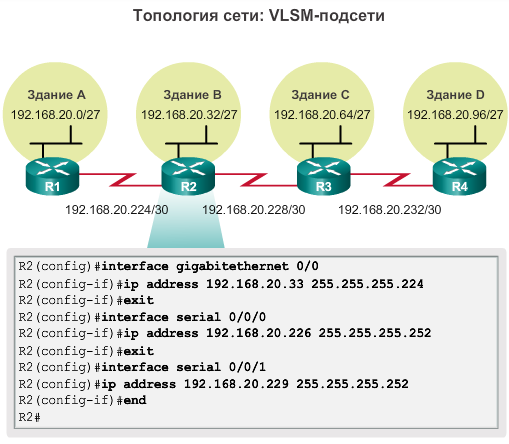 Топология сети: VLSM-подсети
Здание A
192.168.20.0/27
Здание B
192.168.20.32/27
Здание C
192.168.20.64/27
Здание D
192.168.20.96/27
R1
R2
R3
R4
192.168.20.224/30
192.168.20.228/30
192.168.20.232/30
R2(config)#interface gigabitethernet 0/0
R2(config-if)#ip address 192.168.20.33 255.255.255.224
R2(config-if)#exit
R2(config)#interface serial 0/0/0
R2(config-if)#ip address 192.168.20.226 255.255.255.252
R2(config-if)#exit
R2(config-if)#interface serial 0/0/1
R2(config)#ip address 192.168.20.229 255.255.255.252
R2(config-if)#end
R2#